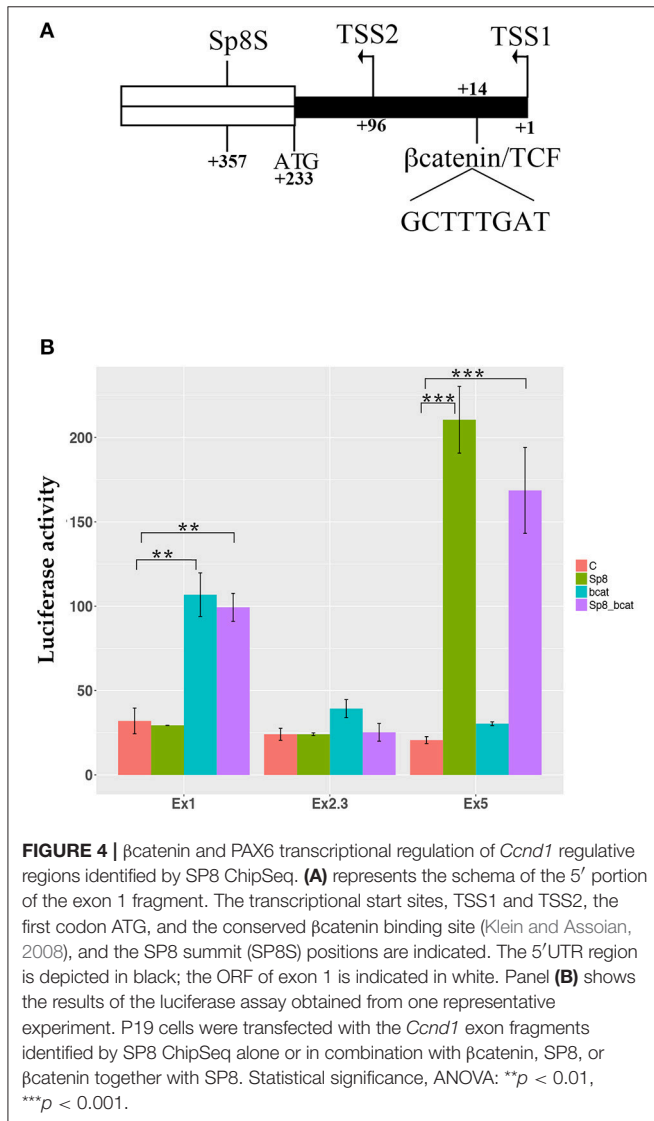 A
Sp8S
TSS2
TSS1
+14
+96
+1
+357
ATG
+233
βcatenin/TCF
GCTTTGAT
B
Luciferase activity
200
150
100
50
0
**
**
***
***
C
Sp8
bcat
Sp8_bcat
Ex1
Ex2.3
Ex5
FIGURE 4 | βcatenin and PAX6 transcriptional regulation of Ccnd1 regulative
regions identified by SP8 ChipSeq. (A) represents the schema of the 5′ portion
of the exon 1 fragment. The transcriptional start sites, TSS1 and TSS2, the
first codon ATG, and the conserved βcatenin binding site (Klein and Assoian,
2008), and the SP8 summit (SP8S) positions are indicated. The 5′UTR region
is depicted in black; the ORF of exon 1 is indicated in white. Panel (B) shows
the results of the luciferase assay obtained from one representative
experiment. P19 cells were transfected with the Ccnd1 exon fragments
identified by SP8 ChipSeq alone or in combination with βcatenin, SP8, or
βcatenin together with SP8. Statistical significance, ANOVA: **p < 0.01,
***p < 0.001.